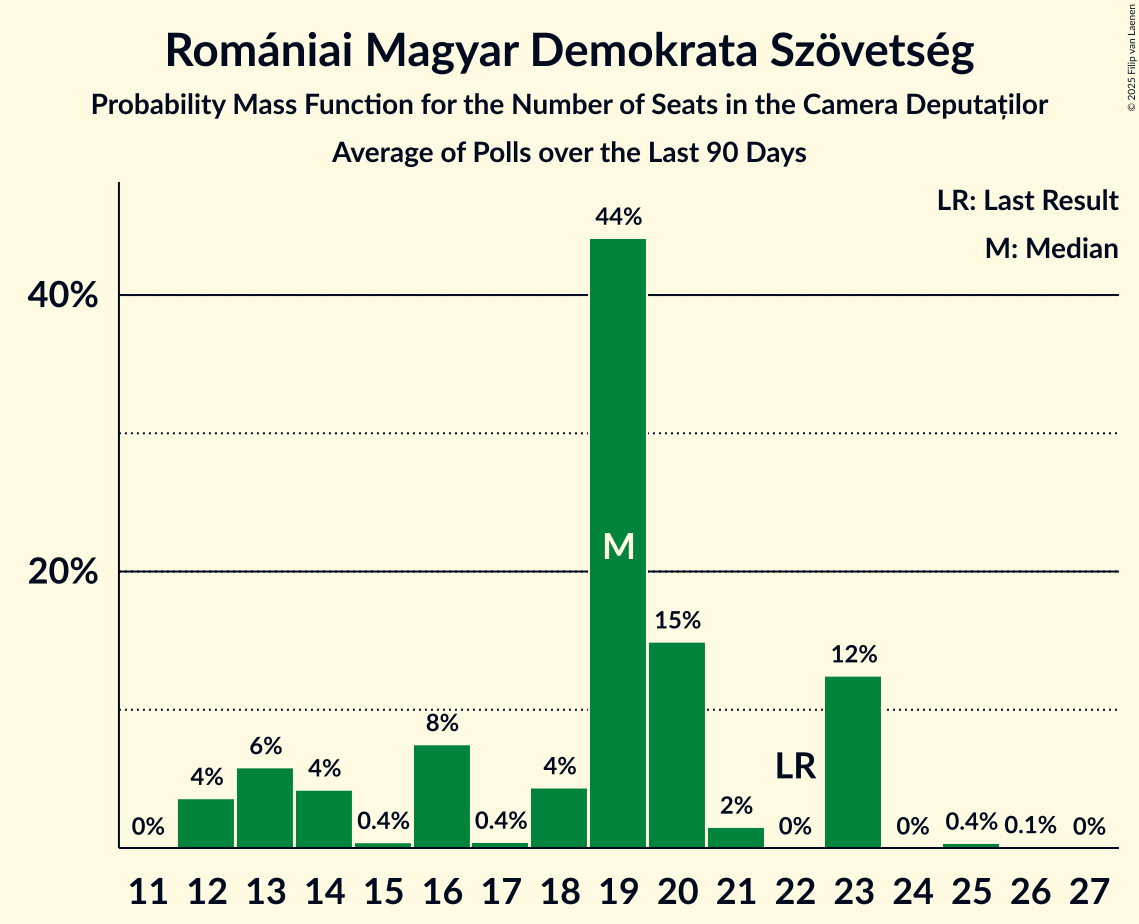 Romániai Magyar Demokrata Szövetség
Probability Mass Function for the Number of Seats in the Camera Deputaților
Average of Polls over the Last 90 Days
© 2025 Filip van Laenen
LR: Last Result
M: Median
40%
20%
0%
4%
6%
4%
0.4%
8%
0.4%
4%
44%
M
15%
2%
LR
0%
12%
0%
0.4%
0.1%
0%
11 12 13 14 15 16 17 18 19 20 21 22 23 24 25 26 27